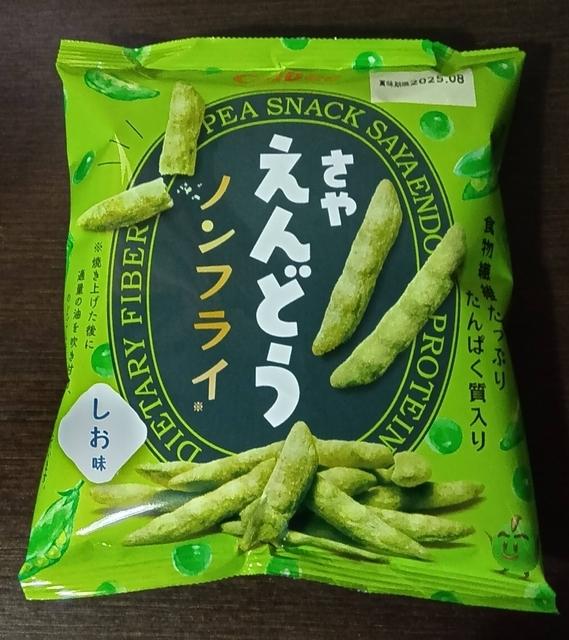 賞味期限2025.08
PEA SNACK SAYAENDO
PROTEIN
DIETARY FIBER
さや
えんどう
ノンフライ※
食物繊維たっぷり
たんぱく質入り
※焼き上げた後に
適量の油を吹き
しお味